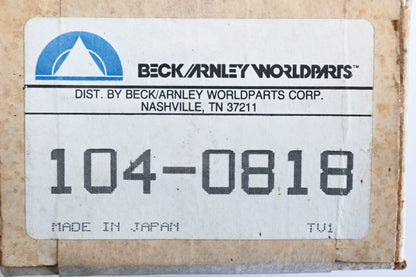 BECK/ARNLEY WORLDPARTS™
DIST. BY BECK/ARNLEY WORLDPARTS CORP.
NASHVILLE, TN 37211
104-0818
MADE IN JAPAN TV1